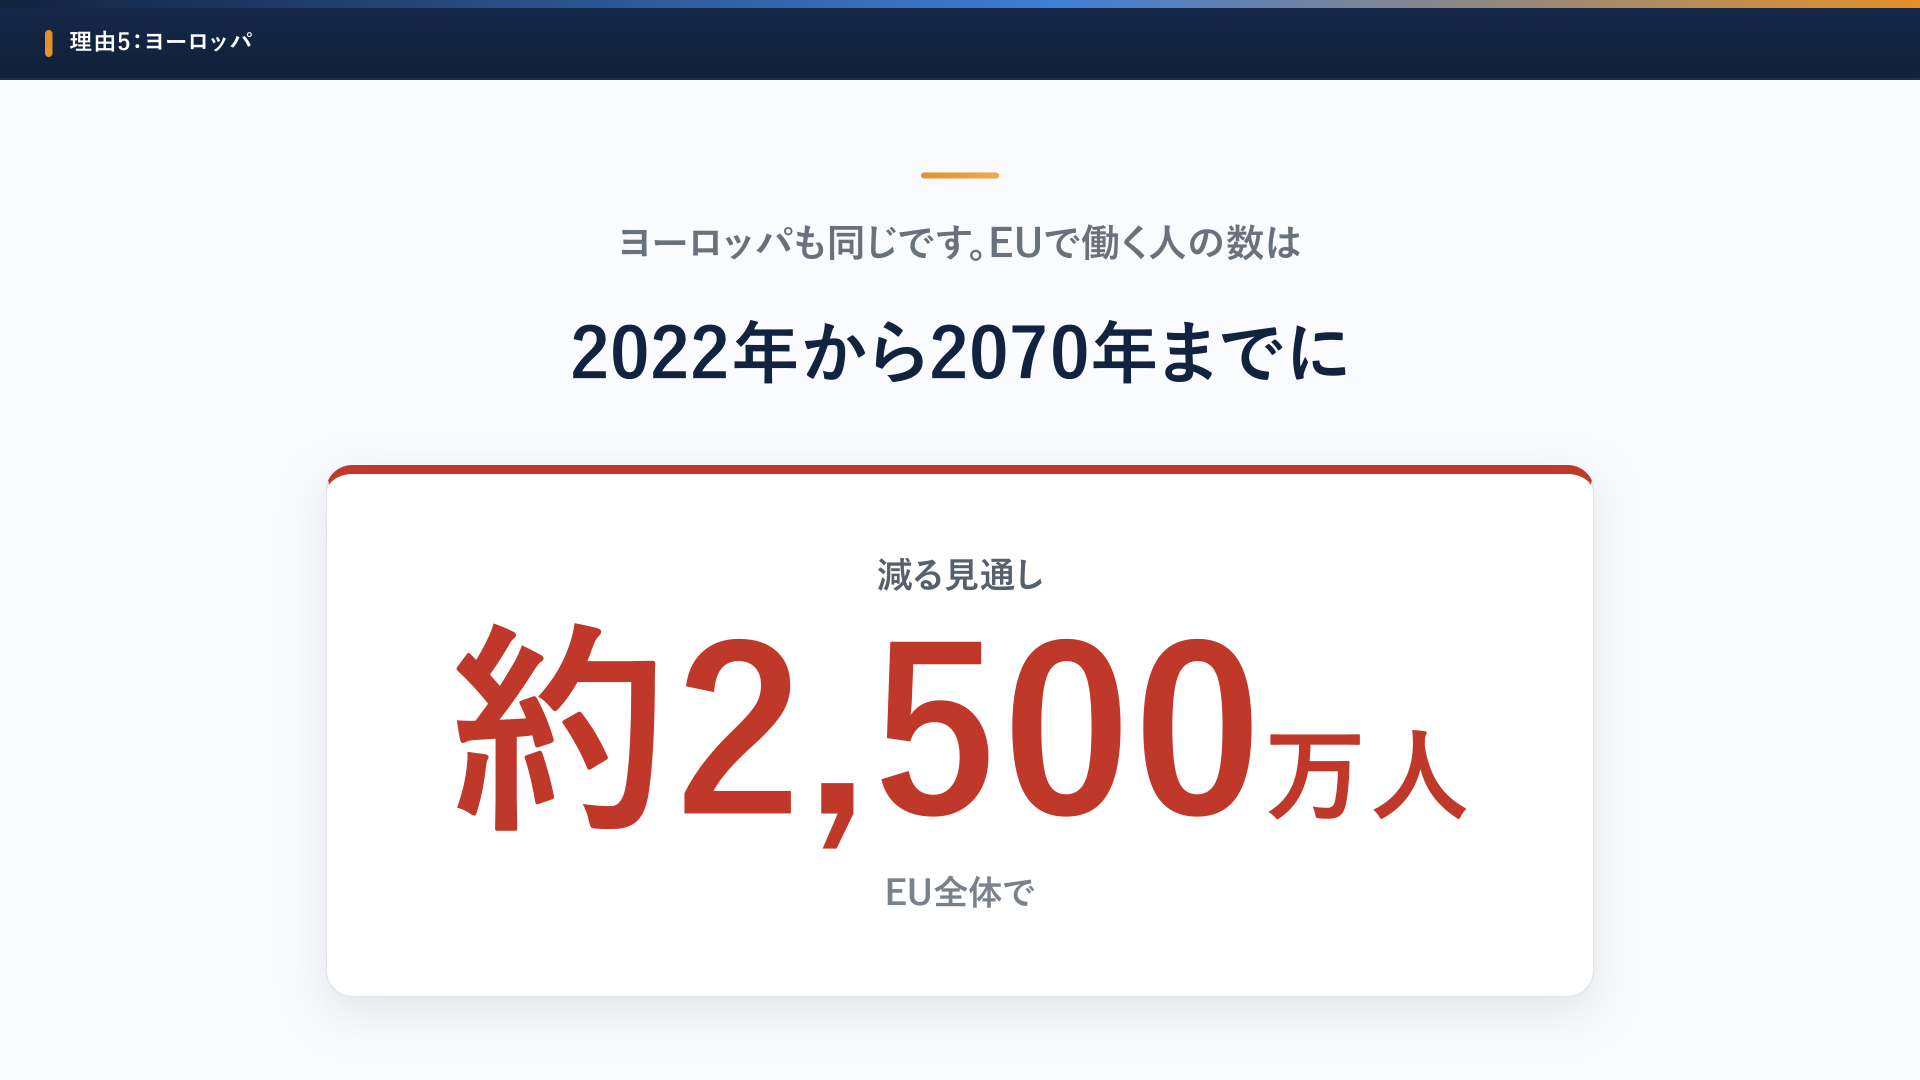 理由5：ヨーロッパ
ヨーロッパも同じです。EUで働く人の数は
2022年から2070年までに
減る見通し
約2,500万人
EU全体で